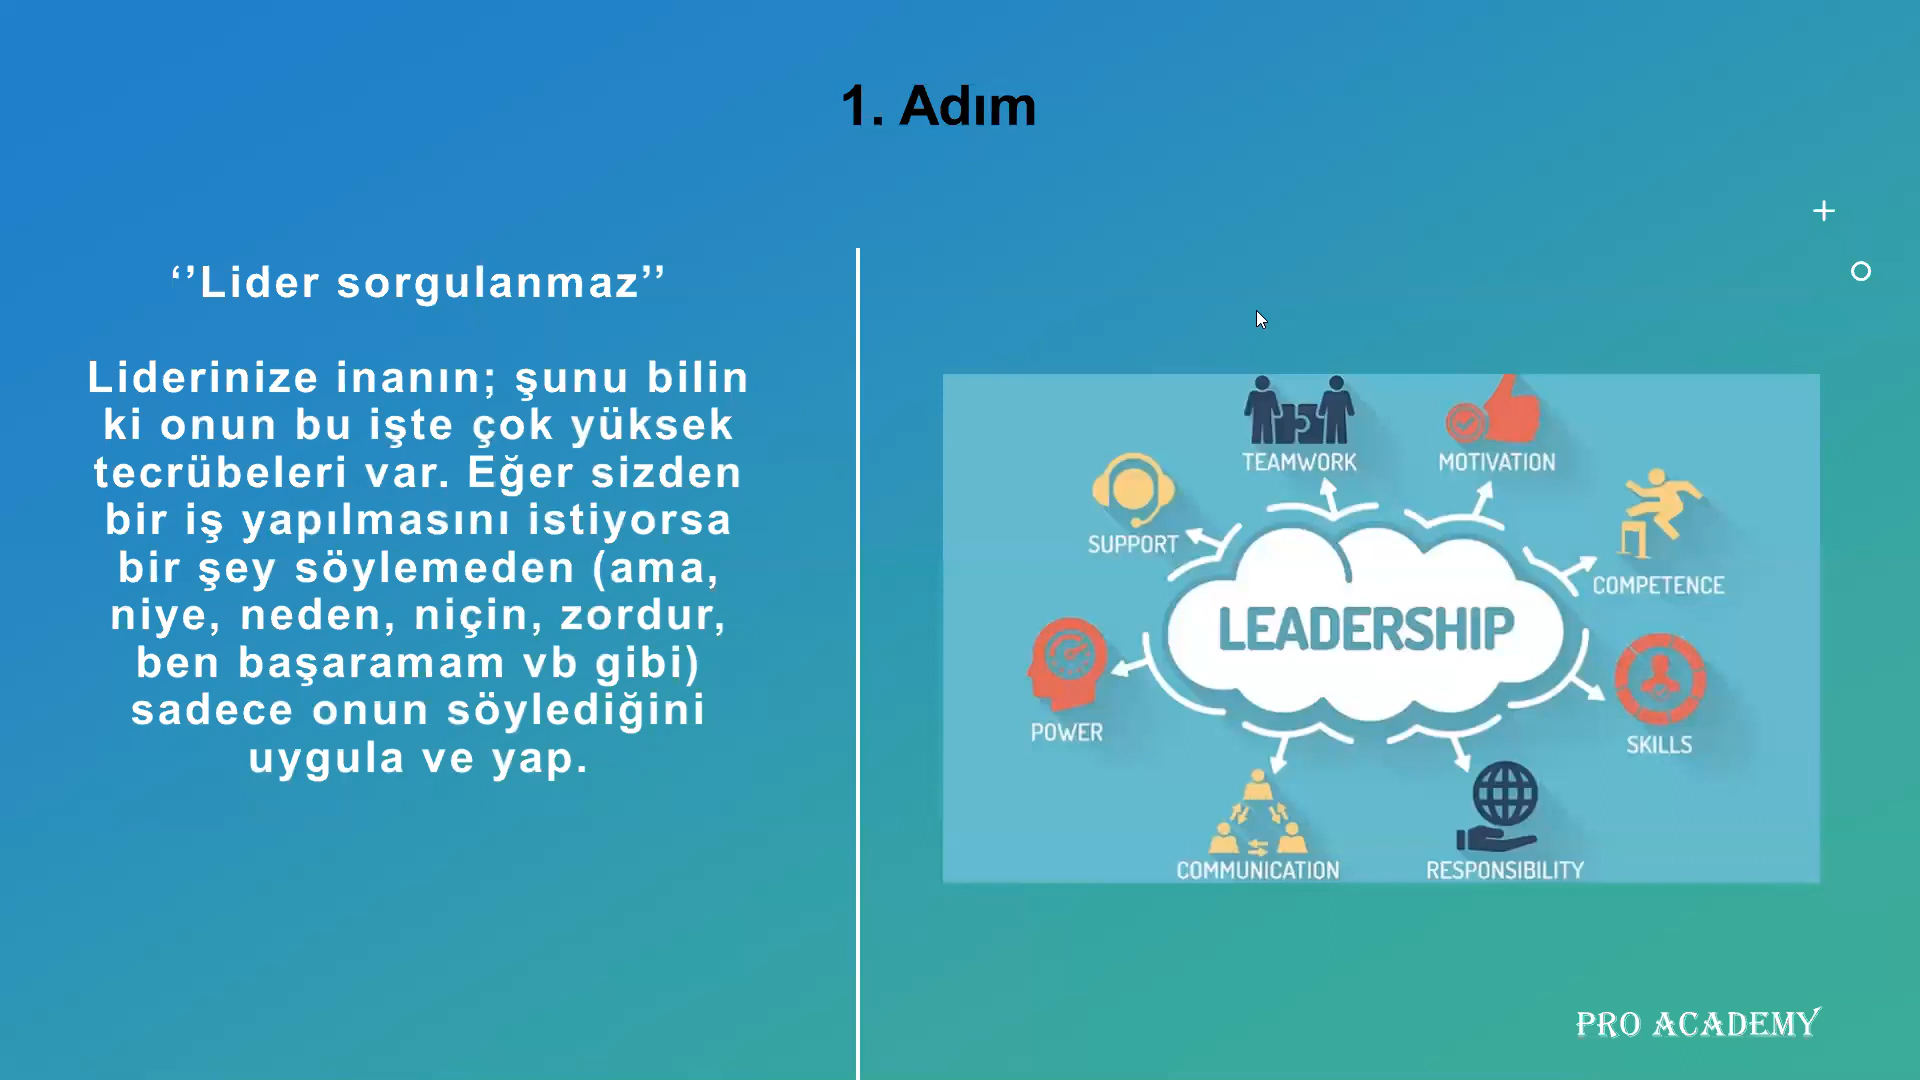 1. Adım
‘’Lider sorgulanmaz’’
Liderinize inanın; şunu bilin
ki onun bu işte çok yüksek
tecrübeleri var. Eğer sizden
bir iş yapılmasını istiyorsa
bir şey söylemeden (ama,
niye, neden, niçin, zordur,
ben başaramam vb gibi)
sadece onun söylediğini
uygula ve yap.
TEAMWORK
MOTIVATION
SUPPORT
COMPETENCE
LEADERSHIP
POWER
SKILLS
COMMUNICATION
RESPONSIBILITY
PRO ACADEMY